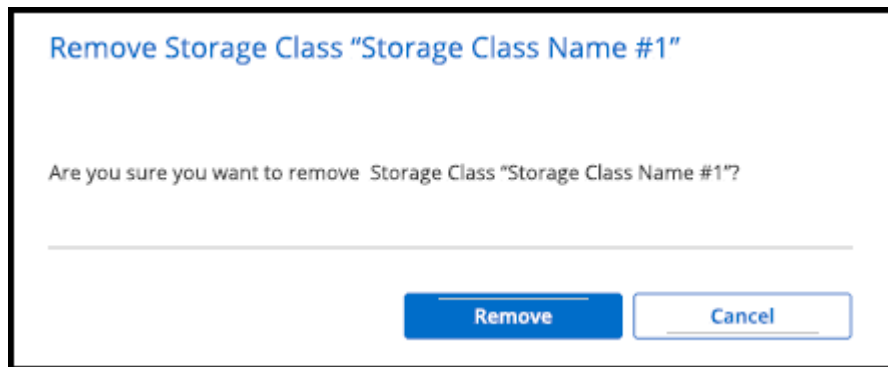 Remove Storage Class “Storage Class Name #1”
Are you sure you want to remove  Storage Class “Storage Class Name #1”?
Remove
Cancel